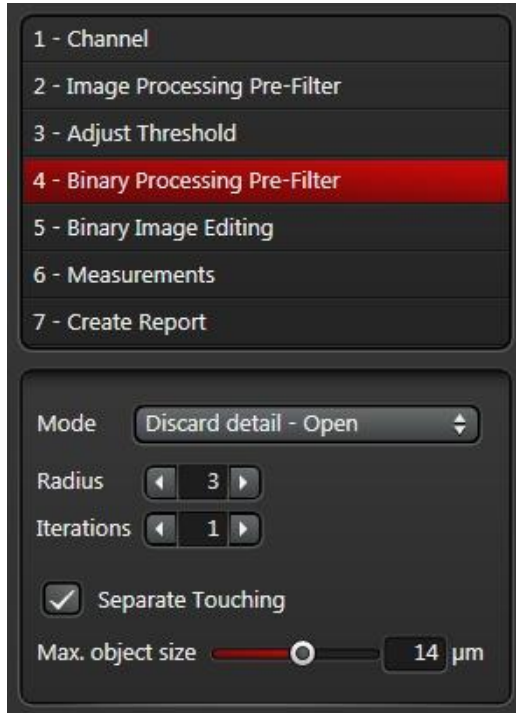 1 - Channel
2 - Image Processing Pre-Filter
3 - Adjust Threshold
4 - Binary Processing Pre-Filter
5 - Binary Image Editing
6 - Measurements
7 - Create Report
Mode Discard detail - Open
Radius 3
Iterations 1
Separate Touching
Max. object size 14 µm